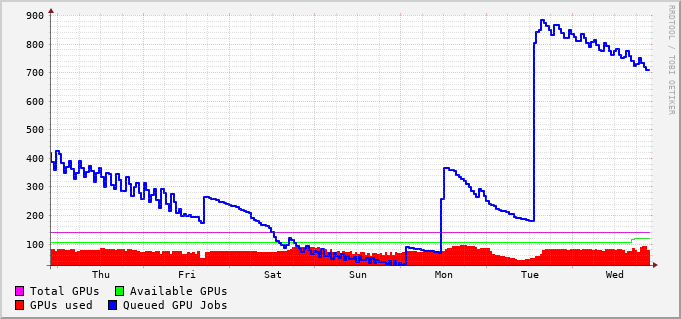 900
800
700
600
500
400
300
200
100
Thu Fri Sat Sun Mon Tue Wed
Total GPUs Available GPUs
GPUs used Queued GPU Jobs
RRDTOOL / TOBI OETIKER